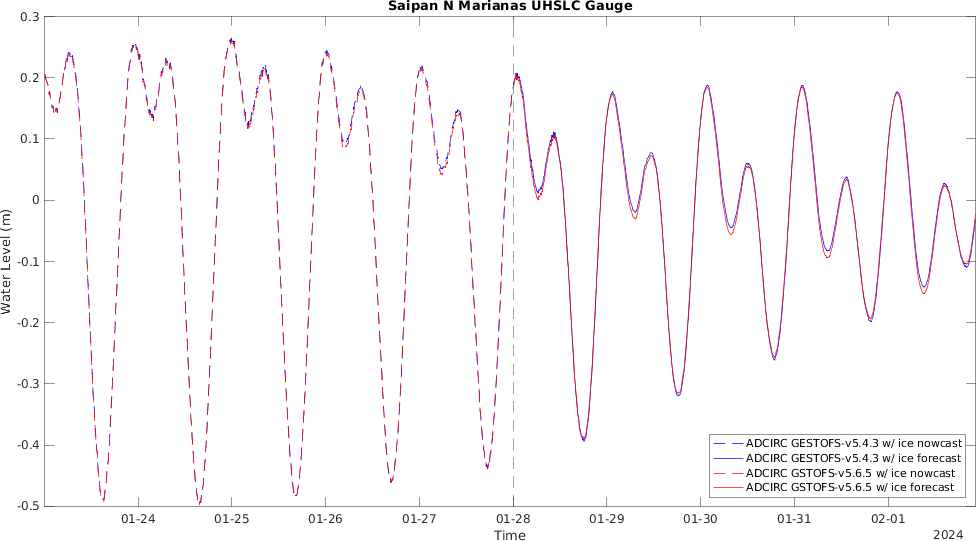 Saipan N Marianas UHSLC Gauge
0.3
0.2
0.1
0
-0.1
-0.2
-0.3
-0.4
-0.5
Water Level (m)
ADCIRC GESTOFS-v5.4.3 w/ ice nowcast
ADCIRC GESTOFS-v5.4.3 w/ ice forecast
ADCIRC GSTOFS-v5.6.5 w/ ice nowcast
ADCIRC GSTOFS-v5.6.5 w/ ice forecast
01-24 01-25 01-26 01-27 01-28 01-29 01-30 01-31 02-01
Time
2024